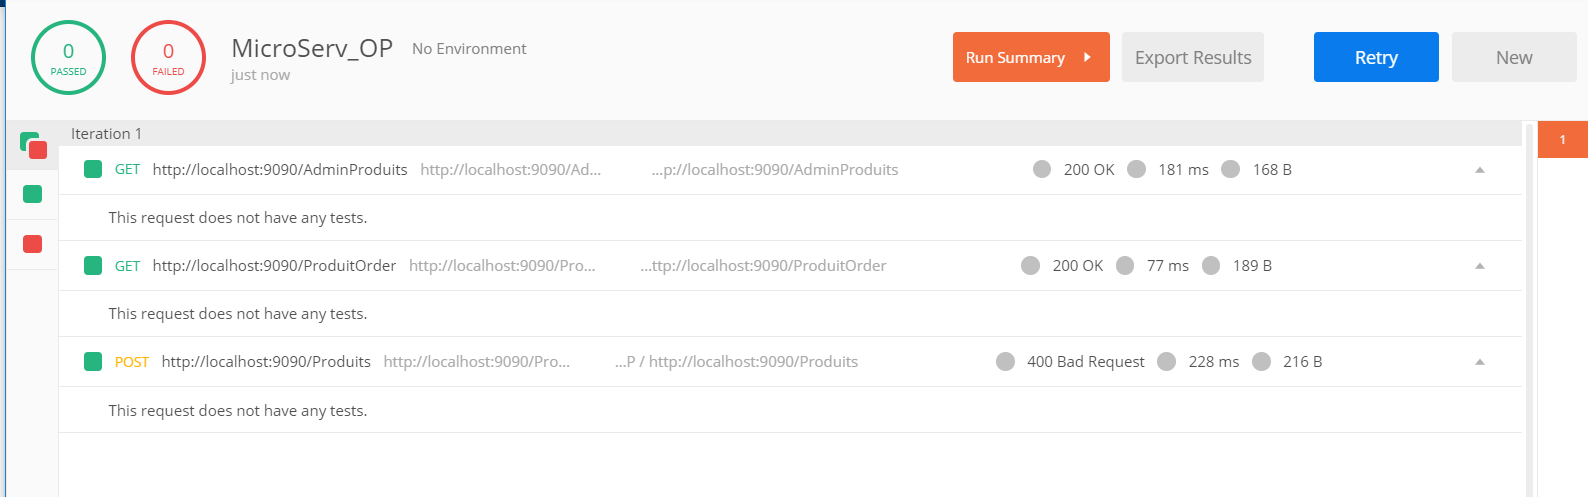 0 PASSED
0 FAILED
MicroServ_OP No Environment
just now
Run Summary
Export Results
Retry
New
Iteration 1
1
GET http://localhost:9090/AdminProduits http://localhost:9090/Ad... ...p://localhost:9090/AdminProduits 200 OK 181 ms 168 B
This request does not have any tests.
GET http://localhost:9090/ProduitOrder http://localhost:9090/Pro... ...ttp://localhost:9090/ProduitOrder 200 OK 77 ms 189 B
This request does not have any tests.
POST http://localhost:9090/Produits http://localhost:9090/Pro... ...P / http://localhost:9090/Produits 400 Bad Request 228 ms 216 B
This request does not have any tests.